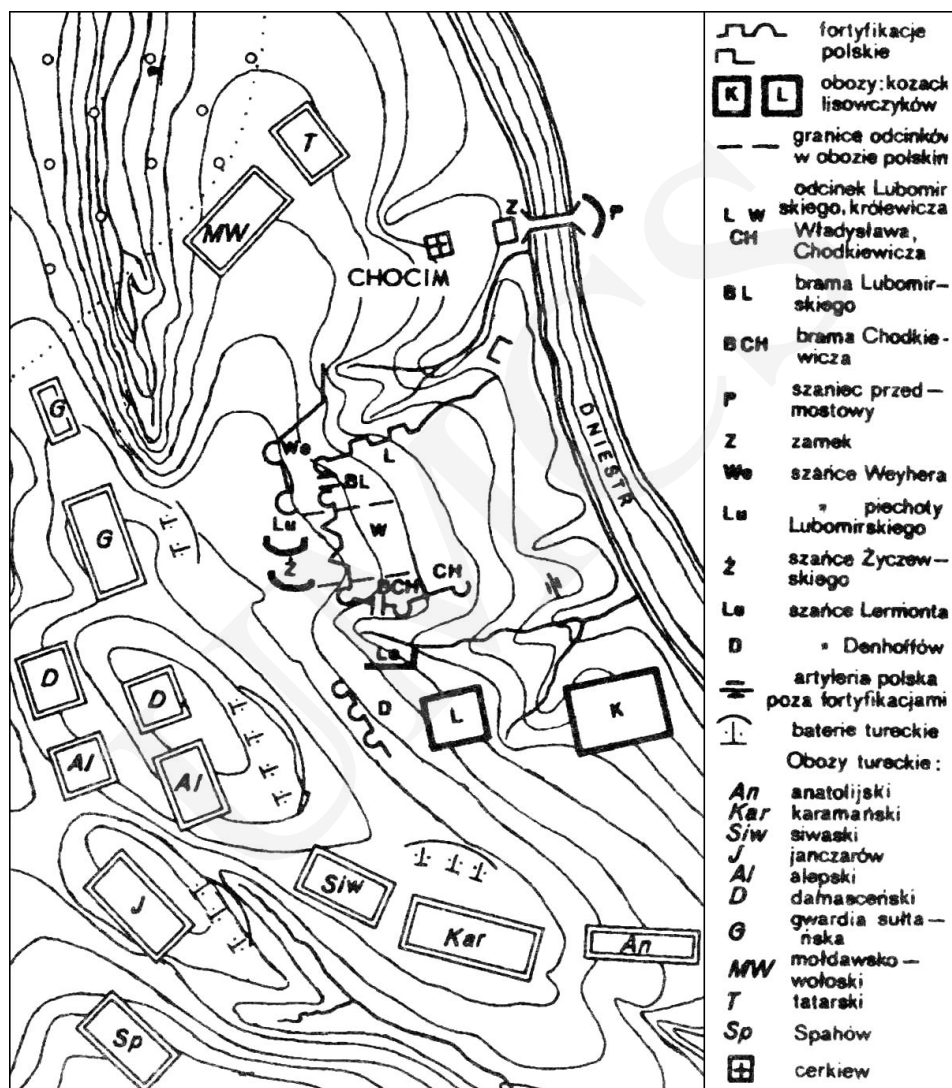 T
MW
Z
P
CHOCIM
G
We
L
BL
DNIESTR
G
Lu
W
Ż
BCH
CH
Le
D
D
D
L
K
Al
Al
J
Siw
Kar
An
Sp
UMCS
fortyfikacje
polskie
K L obozy: kozack
lisowczyków
granice odcinków
w obozie polskim
odcinek Lubomir
L W skiego, królewicza
CH Władysława,
Chodkiewicza
BL brama Lubomir-
skiego
BCH brama Chodkie-
wicza
P szaniec przed-
mostowy
Z zamek
We szańce Weyhera
Lu " piechoty
Lubomirskiego
Ż szańce Życzew-
skiego
Le szańce Lermonta
D " Denhoffów
artyleria polska
poza fortyfikacjami
baterie tureckie
Obozy tureckie:
An anatolijski
Kar karamański
Siw siwaski
J janczarów
Al alepski
D damasceński
G gwardia sułta-
ńska
MW mołdawsko-
wołoski
T tatarski
Sp Spahów
cerkiew